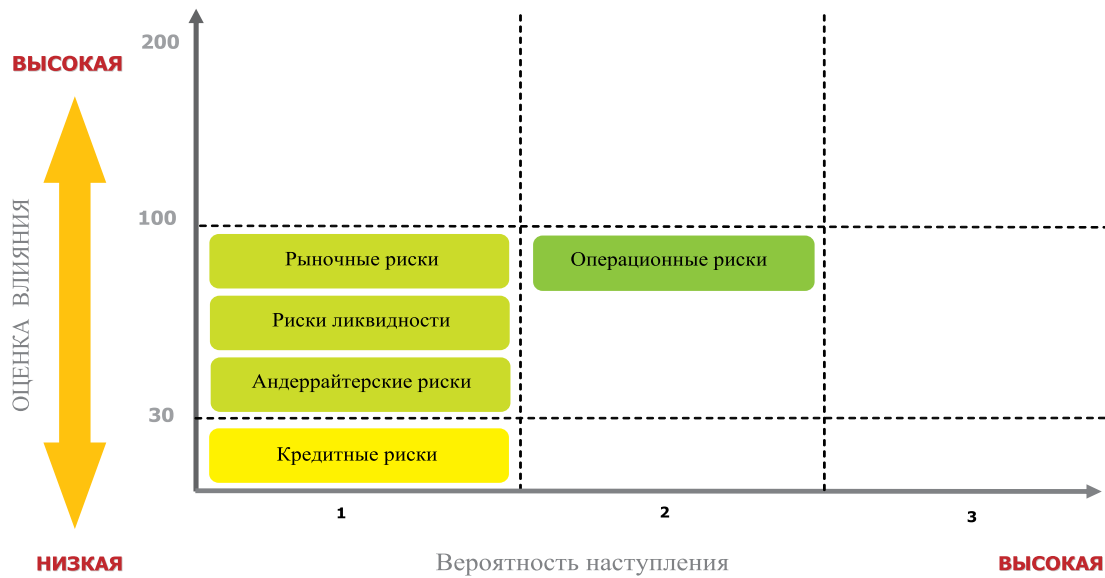 200
ВЫСОКАЯ
100
ОЦЕНКА ВЛИЯНИЯ
Рыночные риски
Операционные риски
Риски ликвидности
Андеррайтерские риски
30
Кредитные риски
1
2
3
НИЗКАЯ
Вероятность наступления
ВЫСОКАЯ